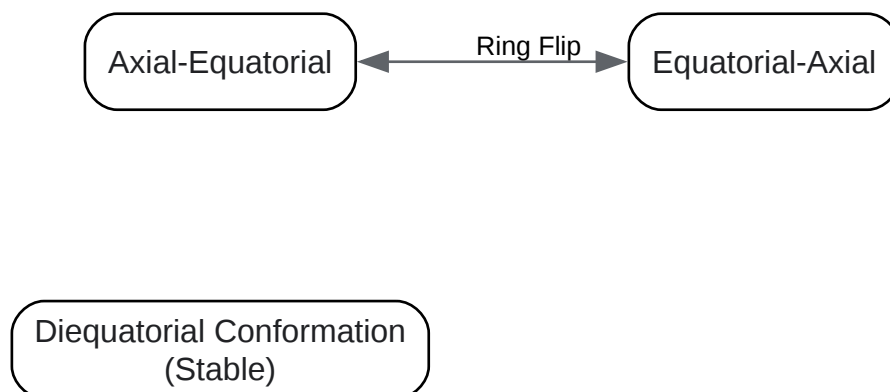 Axial-Equatorial
Ring Flip
Equatorial-Axial
Diequatorial Conformation
(Stable)